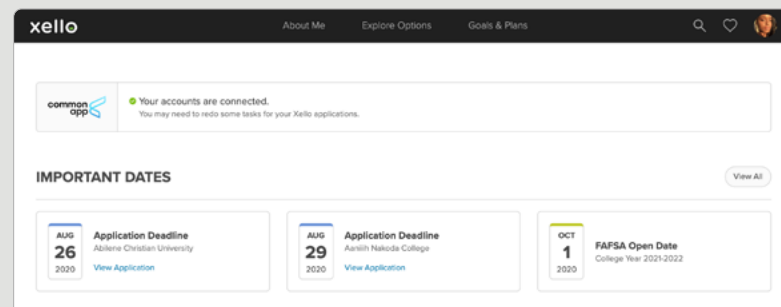 xello
About Me Explore Options Goals & Plans
common app
Your accounts are connected.
You may need to redo some tasks for your Xello applications.
IMPORTANT DATES
View All
AUG
26
2020
Application Deadline
Abilene Christian University
View Application
AUG
29
2020
Application Deadline
Aaniiih Nakoda College
View Application
OCT
1
2020
FAFSA Open Date
College Year 2021-2022